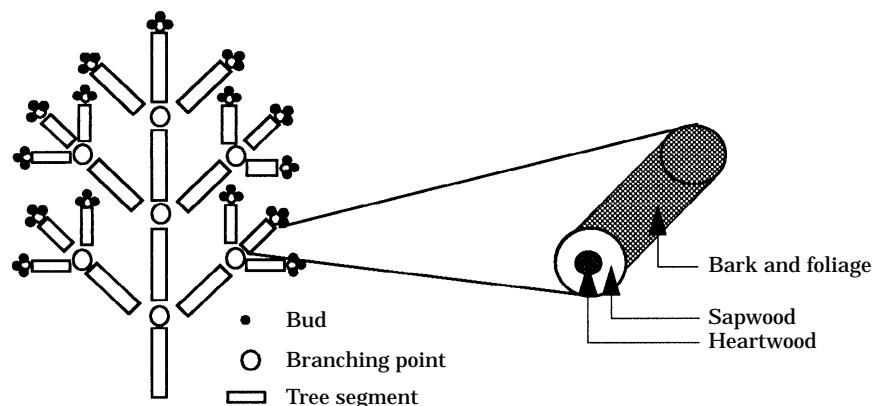 Bud
Branching point
Tree segment
Bark and foliage
Sapwood
Heartwood